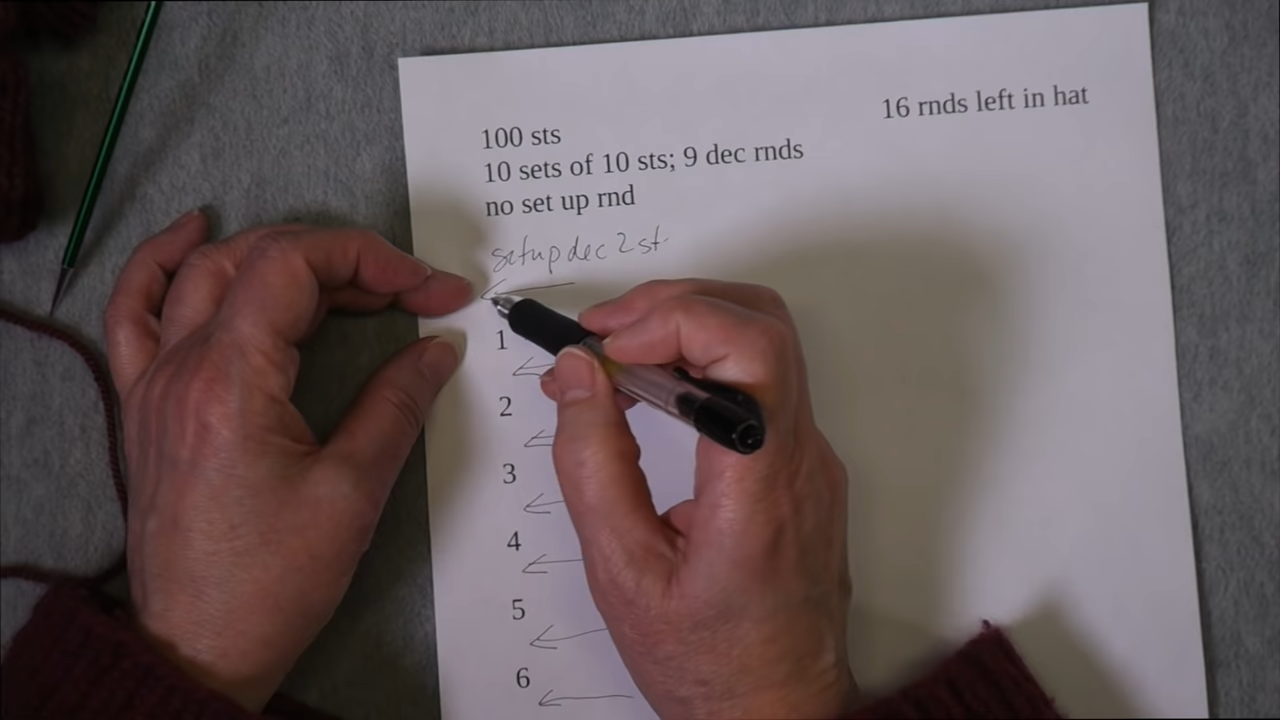 16 rnds left in hat
100 sts
10 sets of 10 sts; 9 dec rnds
no set up rnd
setup dec 2 st.
1
2
3
4
5
6